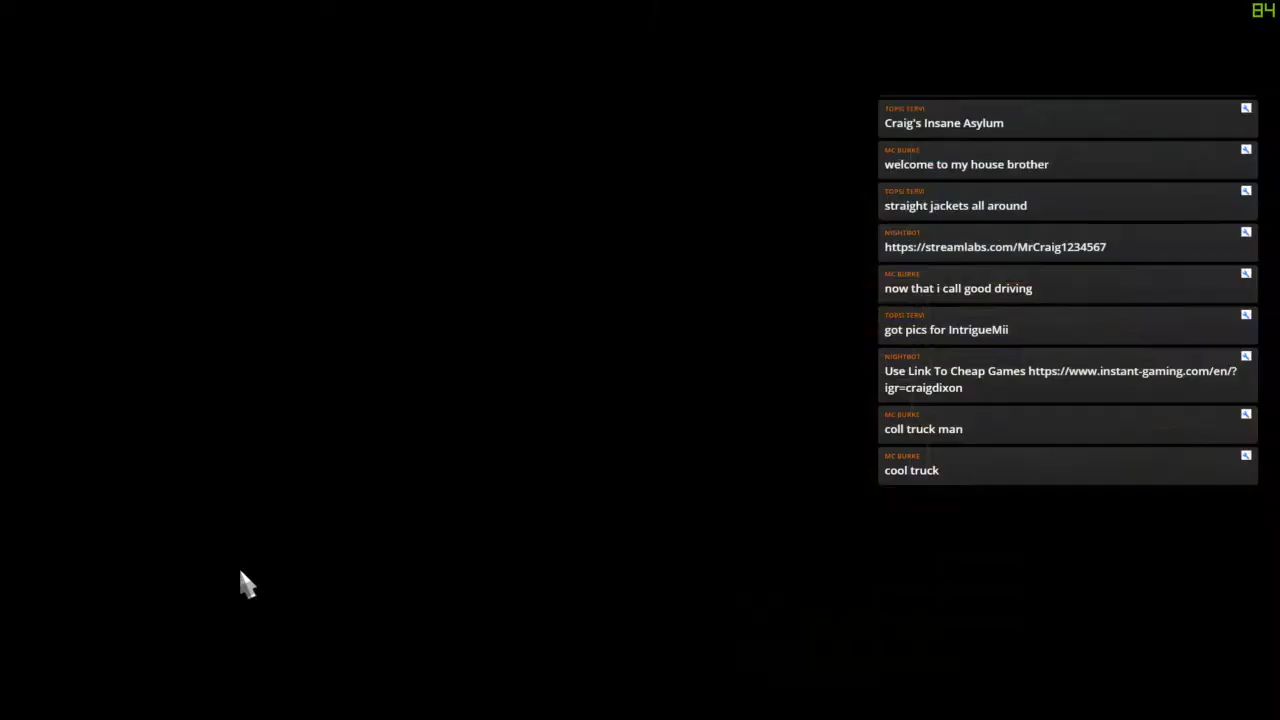 84
TOPSI TERVI
Craig's Insane Asylum
MC BURKE
welcome to my house brother
TOPSI TERVI
straight jackets all around
NIGHTBOT
https://streamlabs.com/MrCraig1234567
MC BURKE
now that i call good driving
TOPSI TERVI
got pics for IntrigueMii
NIGHTBOT
Use Link To Cheap Games https://www.instant-gaming.com/en/?
igr=craigdixon
MC BURKE
coll truck man
MC BURKE
cool truck